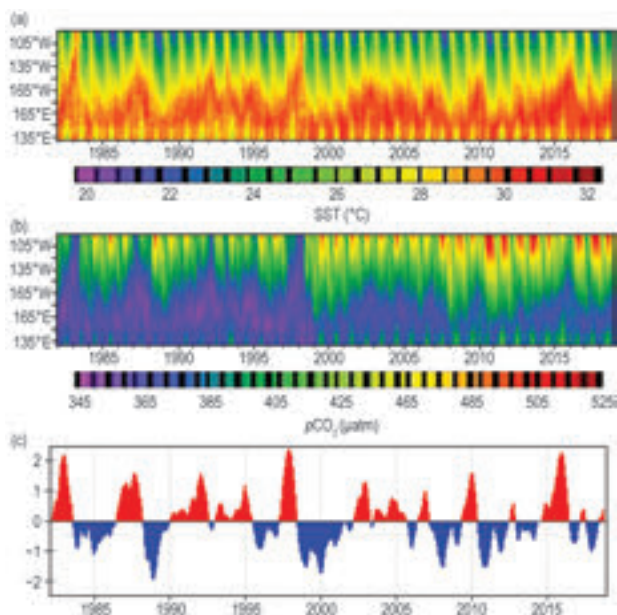 (a)
105°W
135°W
165°W
165°E
135°E
1985 1990 1995 2000 2005 2010 2015
20 22 24 26 28 30 32
SST (°C)
(b)
105°W
135°W
165°W
165°E
135°E
1985 1990 1995 2000 2005 2010 2015
345 365 385 405 425 445 465 485 505 525
pCO₂ (μatm)
(c)
2
1
0
−1
−2
1985 1990 1995 2000 2005 2010 2015